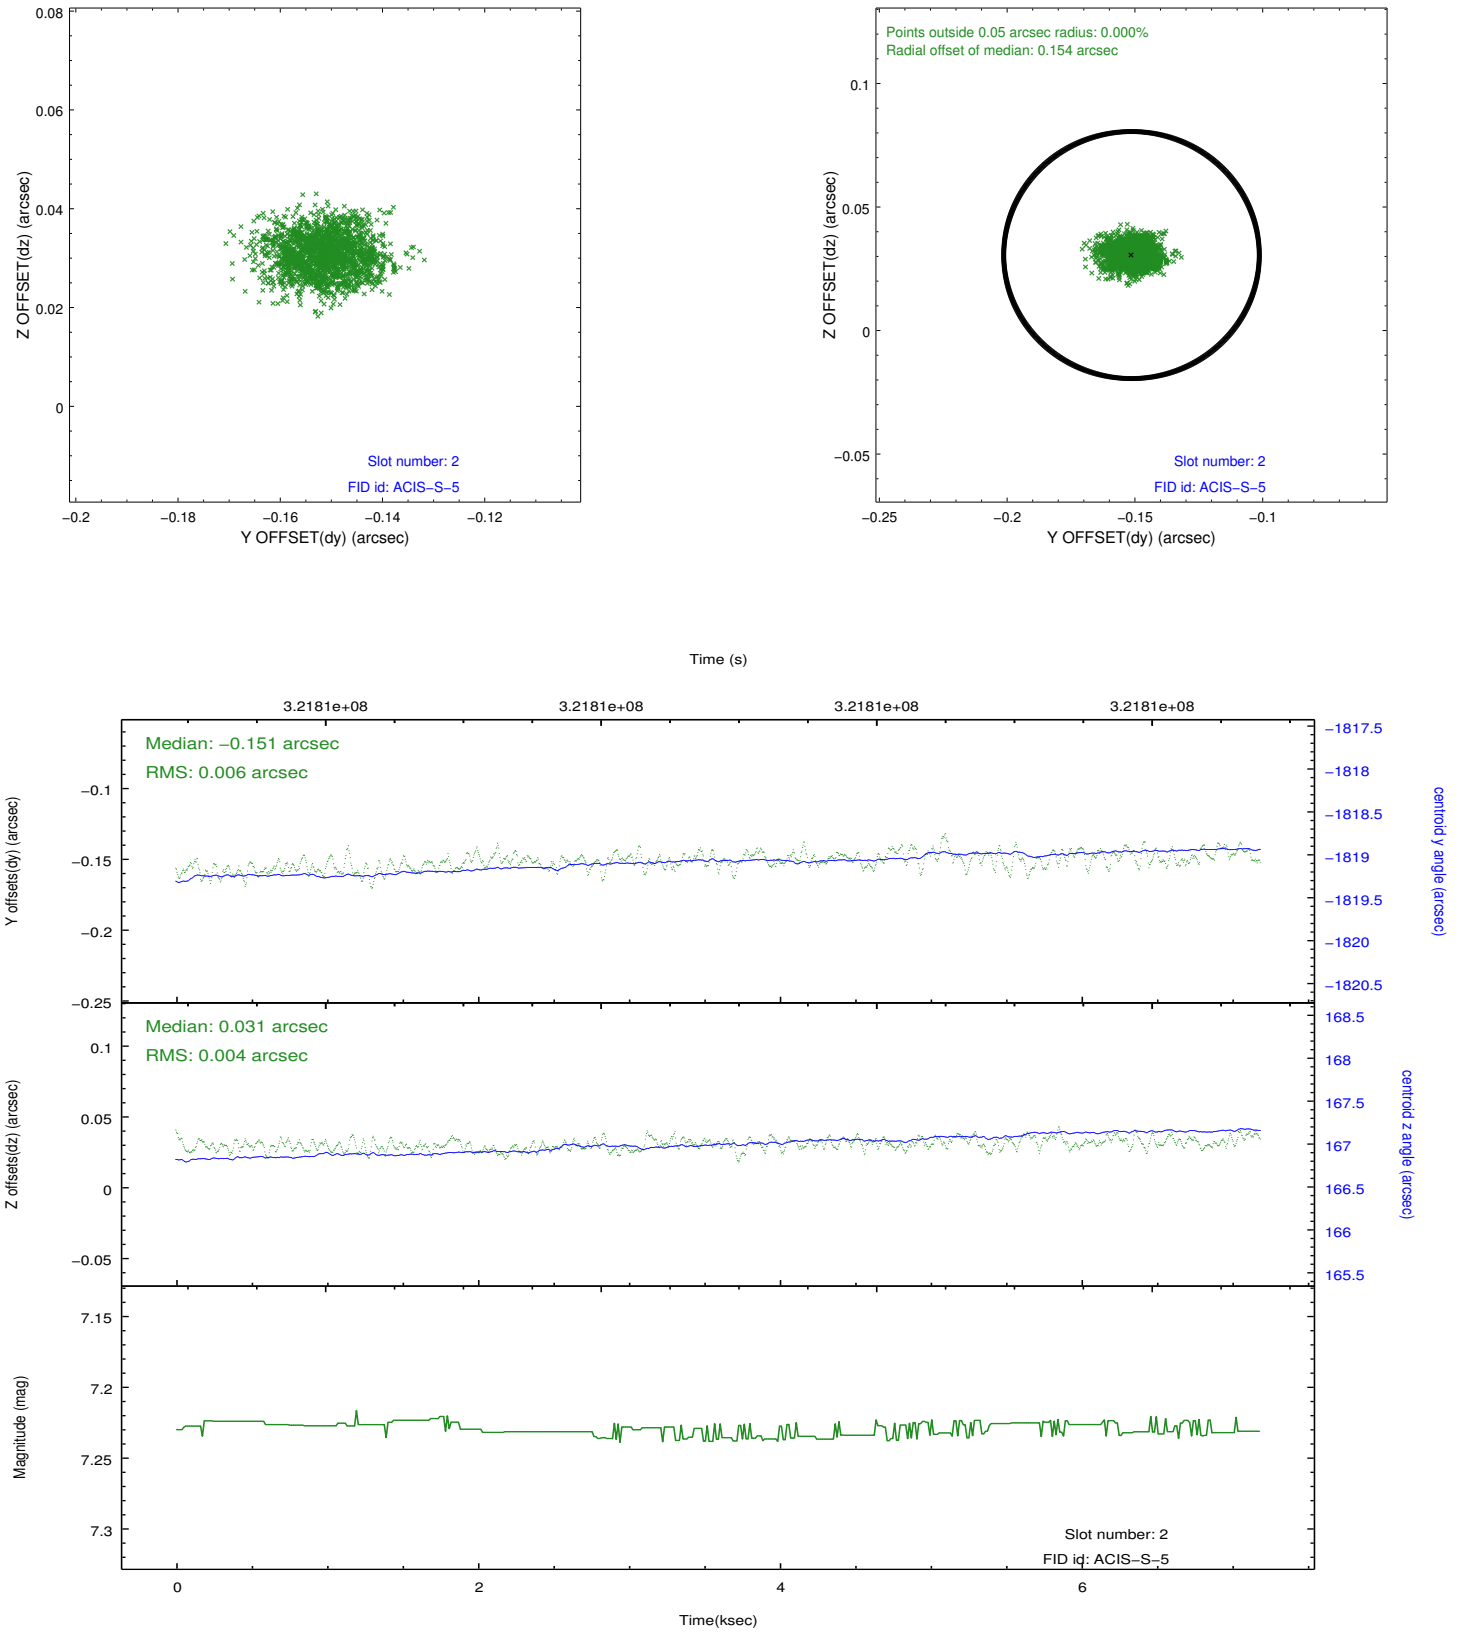 0.08
0.06
0.04
0.02
0
Z OFFSET(dz) (arcsec)
Slot number: 2
FID id: ACIS−S−5
−0.2
−0.18
−0.16
−0.14
−0.12
Y OFFSET(dy) (arcsec)
Points outside 0.05 arcsec radius: 0.000%
Radial offset of median: 0.154 arcsec
0.1
0.05
0
−0.05
Z OFFSET(dz) (arcsec)
Slot number: 2
FID id: ACIS−S−5
−0.25
−0.2
−0.15
−0.1
Y OFFSET(dy) (arcsec)
Time (s)
3.2181e+08
3.2181e+08
3.2181e+08
3.2181e+08
Median: −0.151 arcsec
RMS: 0.006 arcsec
−0.1
−0.15
−0.2
−0.25
Y offsets(dy) (arcsec)
−1817.5
−1818
−1818.5
−1819
−1819.5
−1820
−1820.5
centroid y angle (arcsec)
Median: 0.031 arcsec
RMS: 0.004 arcsec
0.1
0.05
0
−0.05
Z offsets(dz) (arcsec)
168.5
168
167.5
167
166.5
166
165.5
centroid z angle (arcsec)
7.15
7.2
7.25
7.3
Magnitude (mag)
Slot number: 2
FID id: ACIS−S−5
0
2
4
6
Time(ksec)